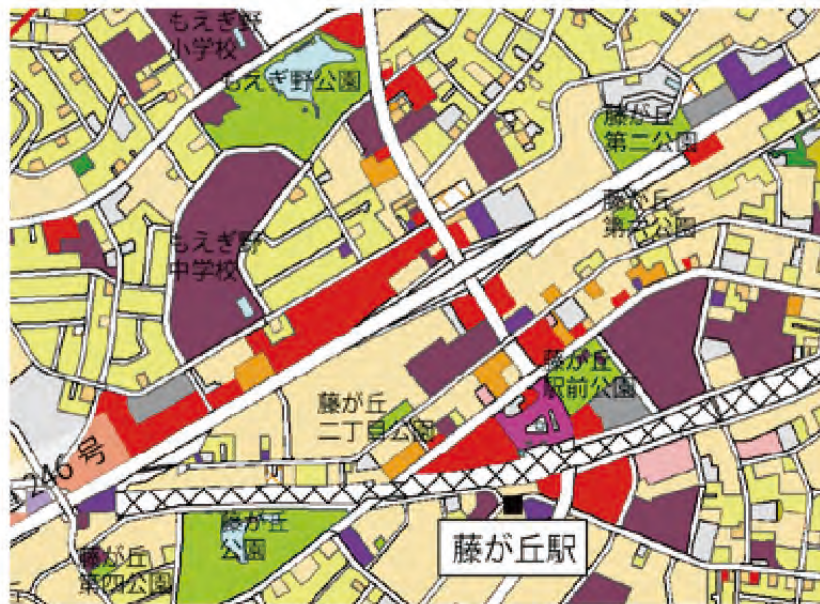 もえぎ野
小学校
もえぎ野公園
藤が丘
第二公園
藤が丘
第六公園
もえぎ野
中学校
藤が丘
駅前公園
藤が丘
二丁目公園
246号
藤が丘
公園
藤が丘駅
藤が丘
第四公園